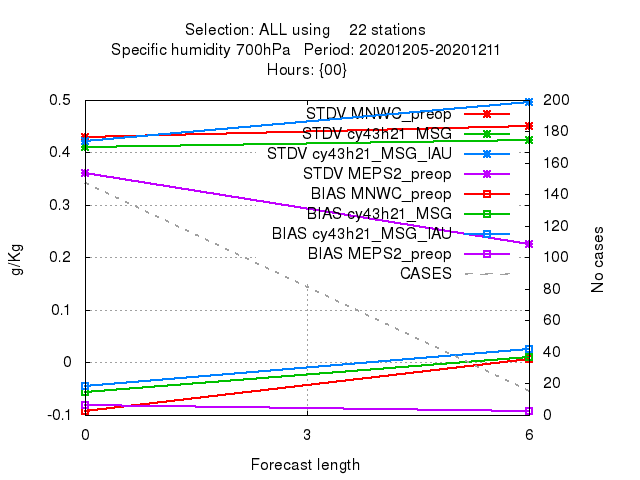 Selection: ALL using 22 stations
Specific humidity 700hPa Period: 20201205-20201211
Hours: {00}
0.5
0.4
0.3
0.2
0.1
0
-0.1
g/Kg
STDV MNWC_preop
STDV cy43h21_MSG
STDV cy43h21_MSG_IAU
STDV MEPS2_preop
BIAS MNWC_preop
BIAS cy43h21_MSG
BIAS cy43h21_MSG_IAU
BIAS MEPS2_preop
CASES
200
180
160
140
120
100
80
60
40
20
0
No cases
0 3 6
Forecast length